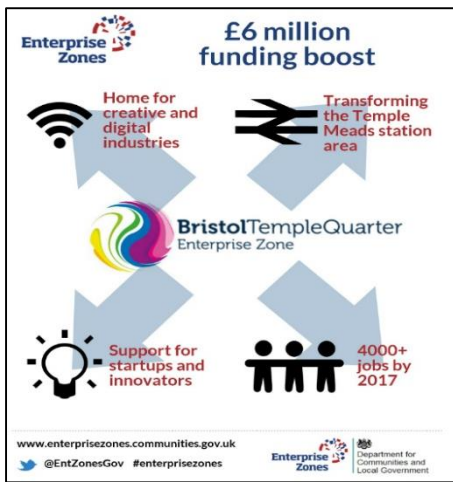 Enterprise
Zones
£6 million
funding boost
Home for
creative and
digital
industries
Transforming
the Temple
Meads station
area
BristolTempleQuarter
Enterprise Zone
Support for
startups and
innovators
4000+
jobs by
2017
www.enterprisezones.communities.gov.uk
@EntZonesGov #enterprisezones
Enterprise
Zones
Department for
Communities and
Local Government